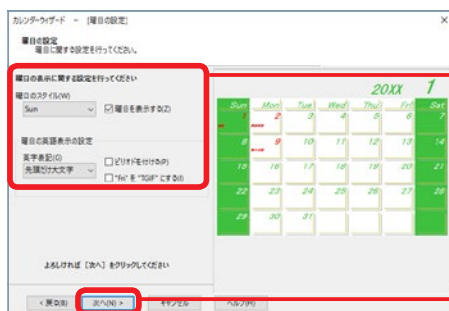 カレンダーウィザード - [曜日の設定]
曜日の設定
曜日に関する設定を行ってください。
曜日の表示に関する設定を行ってください
曜日のスタイル(W)
Sun
曜日を表示する(Z)
曜日の英語表示の設定
英字表記(G)
先頭だけ大文字
ピリオドを付ける(P)
"Fri" を "TGIF" にする(I)
よろしければ [次へ] をクリックしてください
< 戻る(B) 次へ(N) > キャンセル ヘルプ(H)
20XX 1
Sun Mon Tue Wed Thu Fri Sat
1 2 3 4 5 6 7
8 9 10 11 12 13 14
15 16 17 18 19 20 21
22 23 24 25 26 27 28
29 30 31